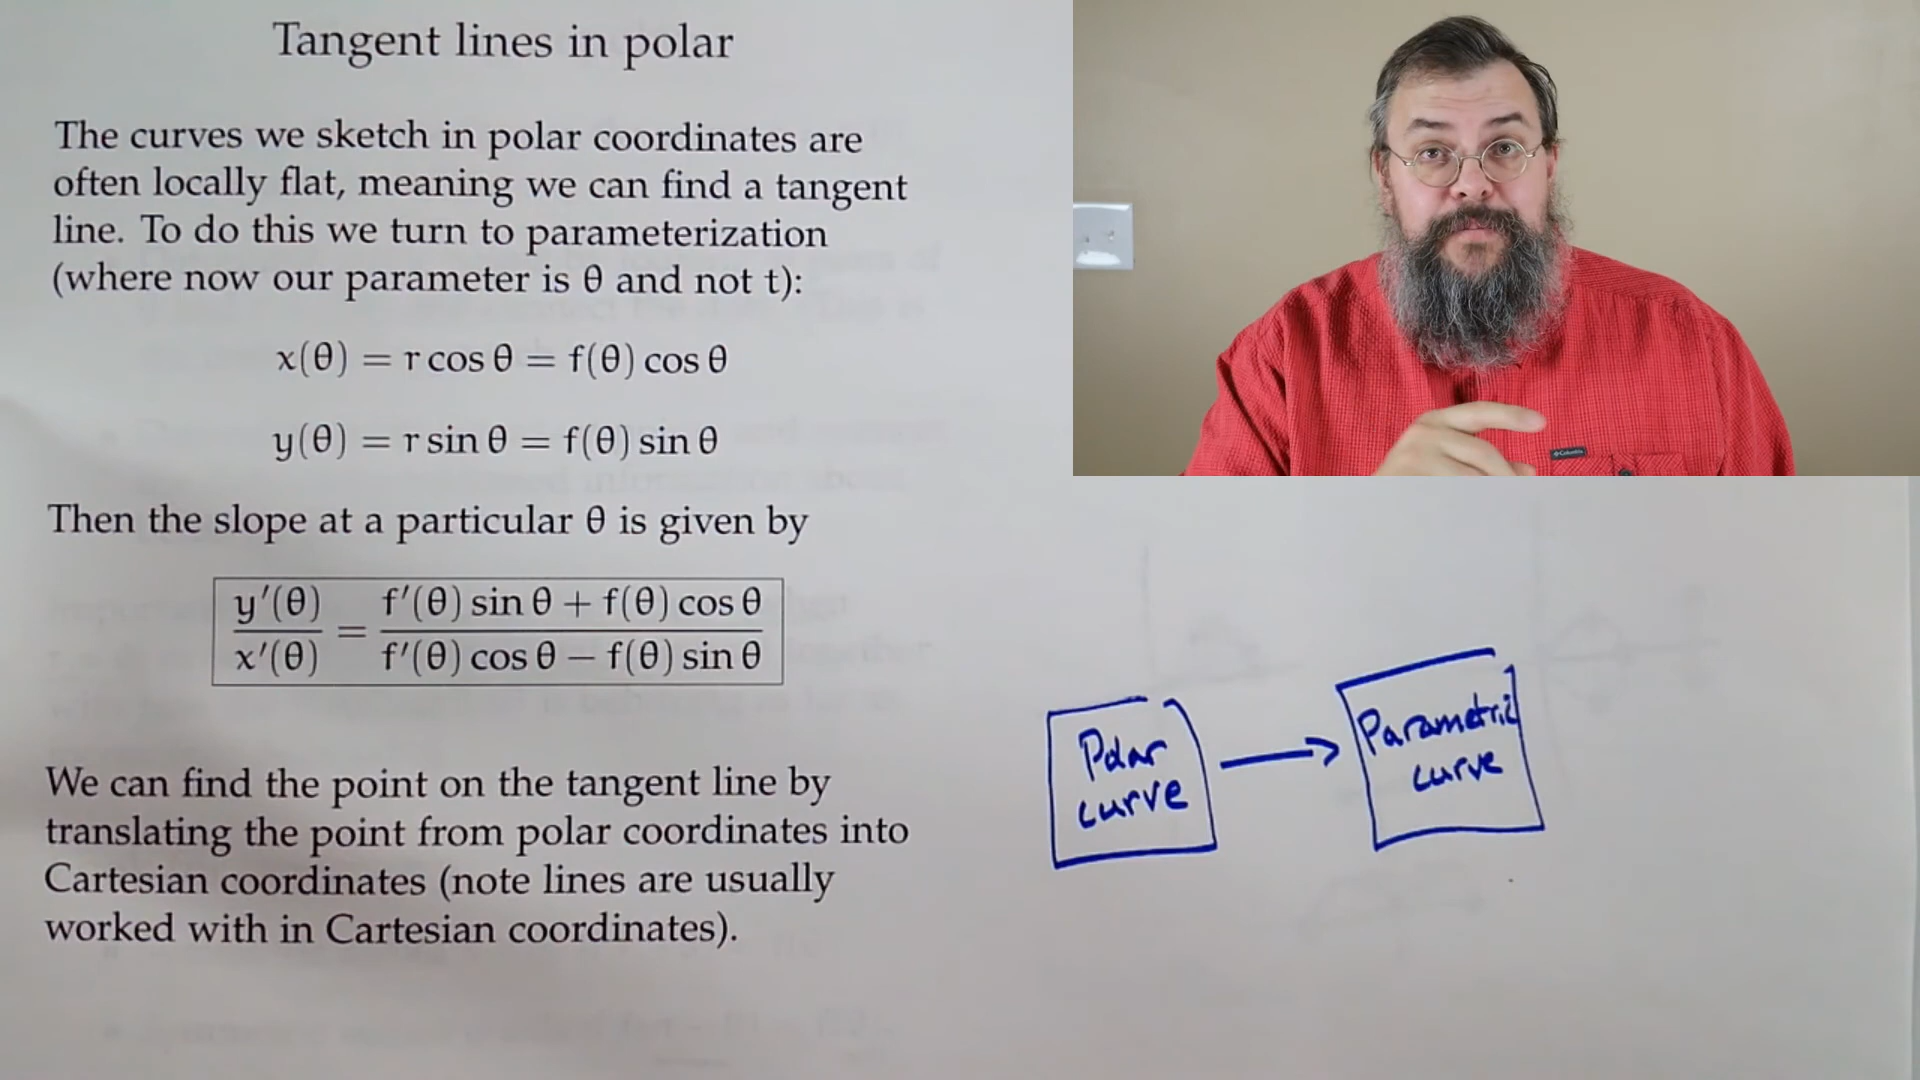 Tangent lines in polar
The curves we sketch in polar coordinates are
often locally flat, meaning we can find a tangent
line. To do this we turn to parameterization
(where now our parameter is θ and not t):
x(θ) = r cos θ = f(θ) cos θ
y(θ) = r sin θ = f(θ) sin θ
Then the slope at a particular θ is given by
y′(θ)/x′(θ) = f′(θ) sin θ + f(θ) cos θ / f′(θ) cos θ − f(θ) sin θ
We can find the point on the tangent line by
translating the point from polar coordinates into
Cartesian coordinates (note lines are usually
worked with in Cartesian coordinates).
Columbia
Polar
curve
Parametric
curve